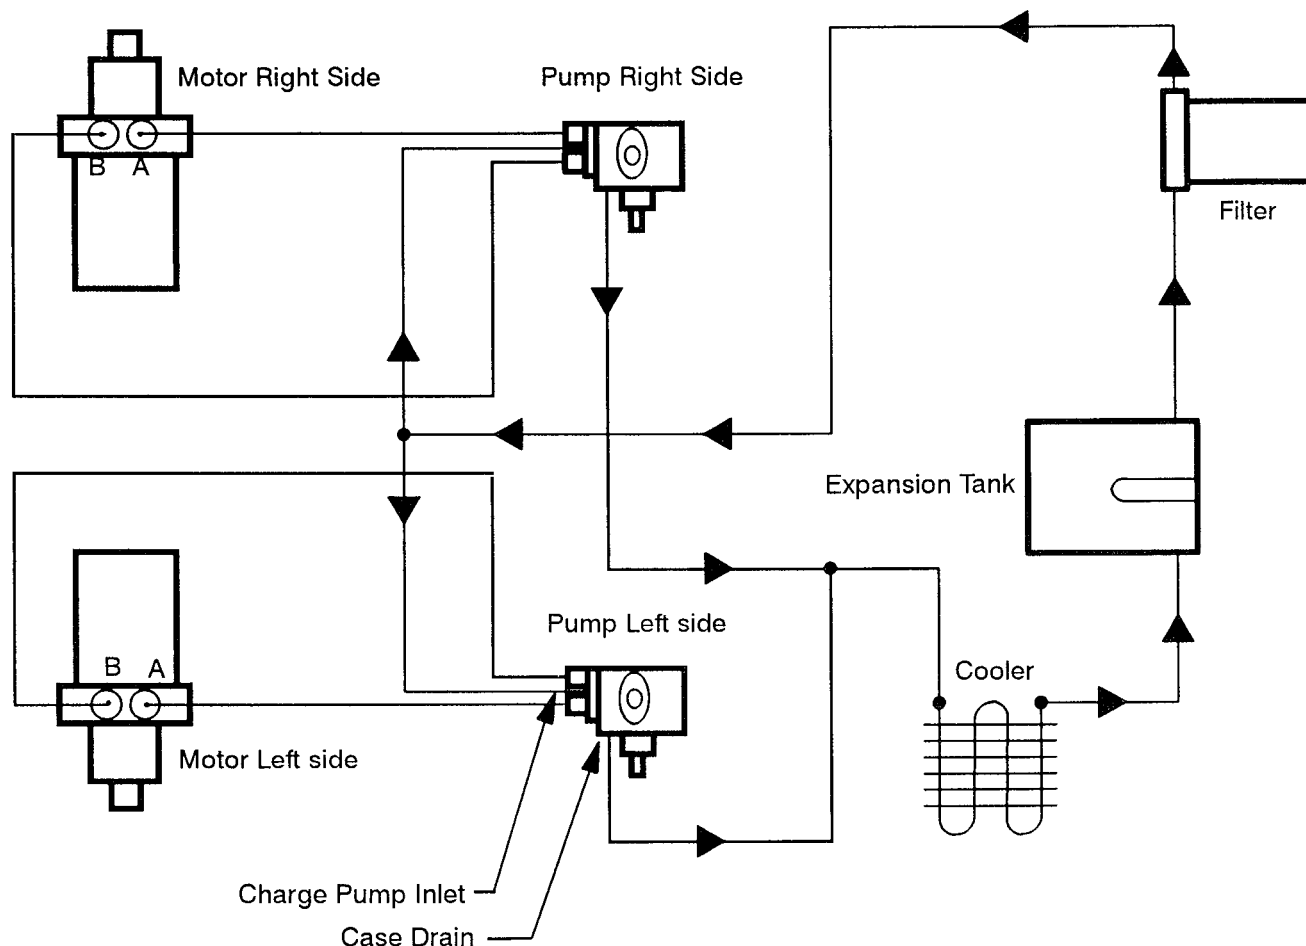 Motor Right Side
Pump Right Side
B A
Filter
Expansion Tank
Pump Left side
B A
Cooler
Motor Left side
Charge Pump Inlet
Case Drain